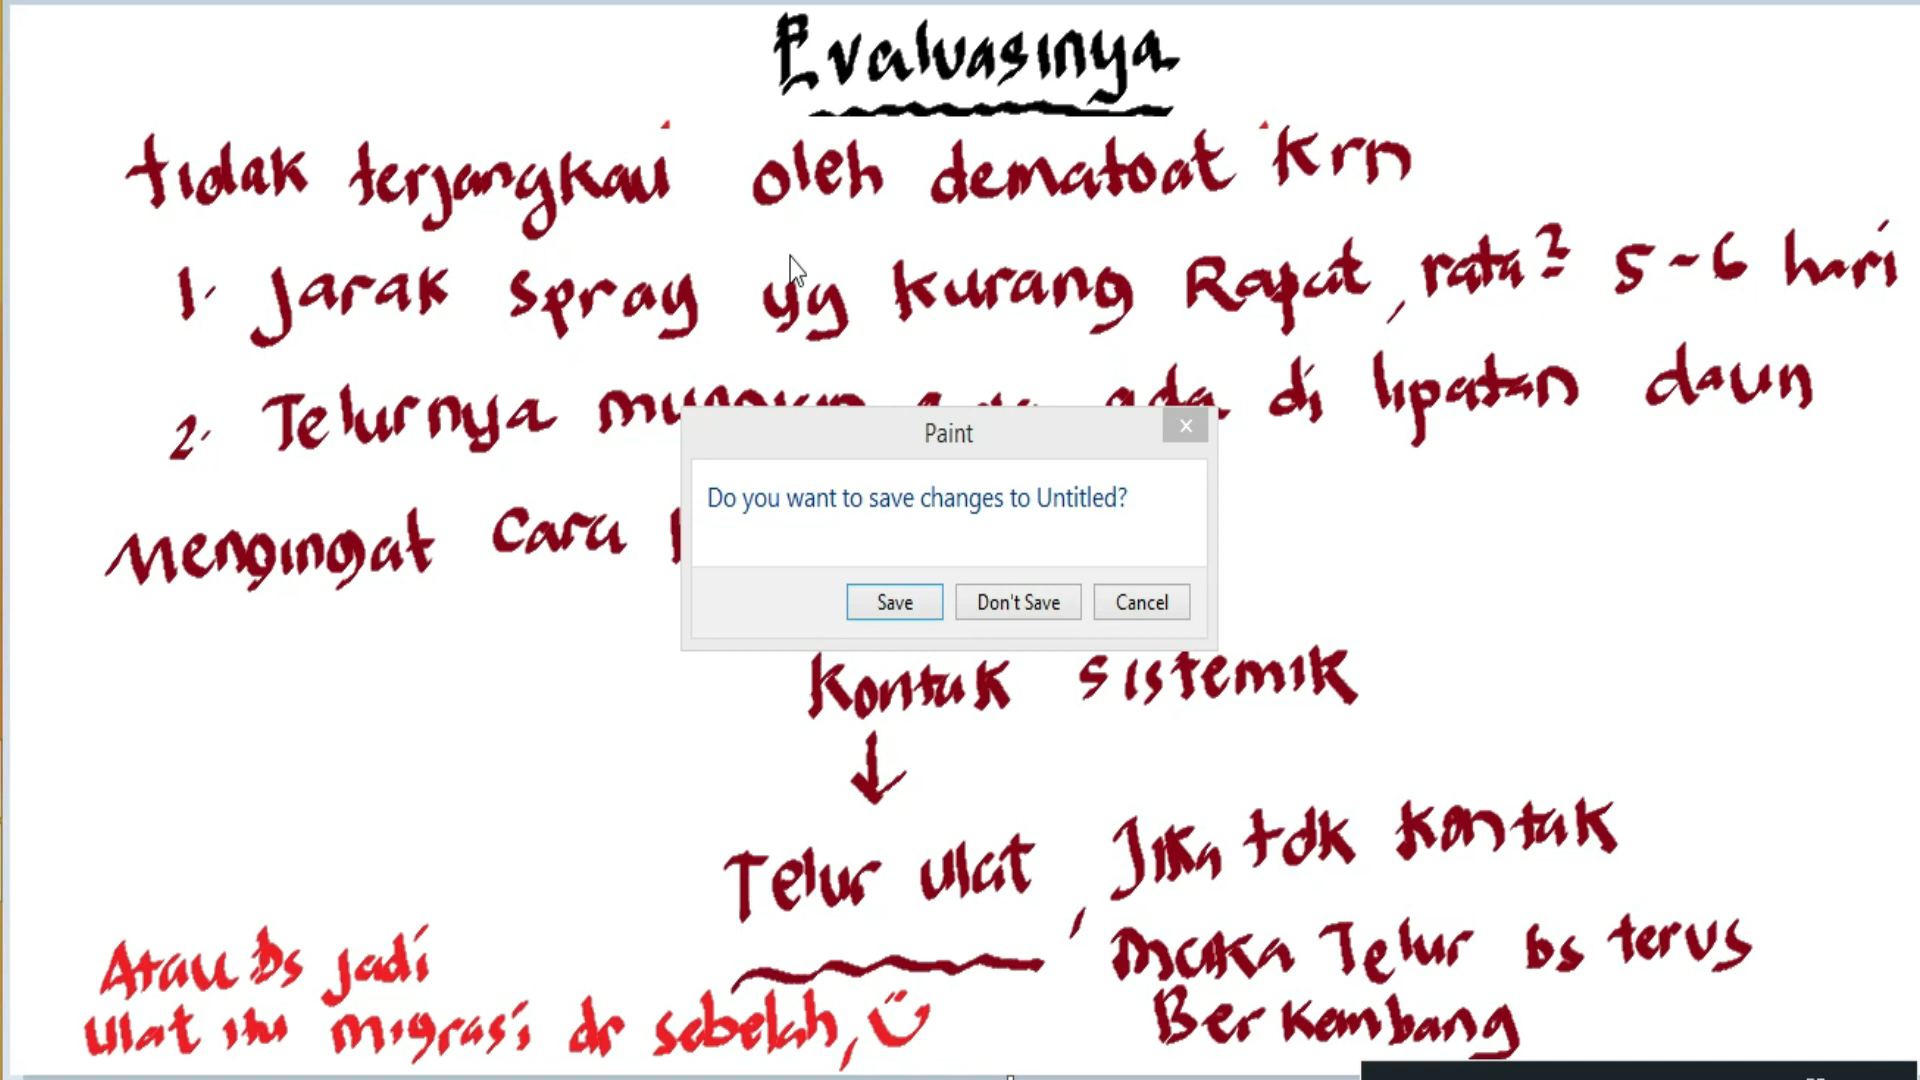 Evaluasinya
tidak terjangkau oleh dematoat krn
1. Jarak spray yg kurang Rapat, rata2 5-6 hari
2. Telurnya ada di lipatan daun
Mengingat cara
Paint
Do you want to save changes to Untitled?
Save Don't Save Cancel
Kontak sistemik
Telur ulat, Jika tdk kontak
maka Telur bs terus
Berkembang
Atau bs jadi
ulat itu migrasi dr sebelah,